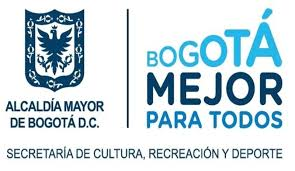 ALCALDÍA MAYOR
DE BOGOTÁ D.C.
BOGOTÁ
MEJOR
PARA TODOS
SECRETARÍA DE CULTURA, RECREACIÓN Y DEPORTE